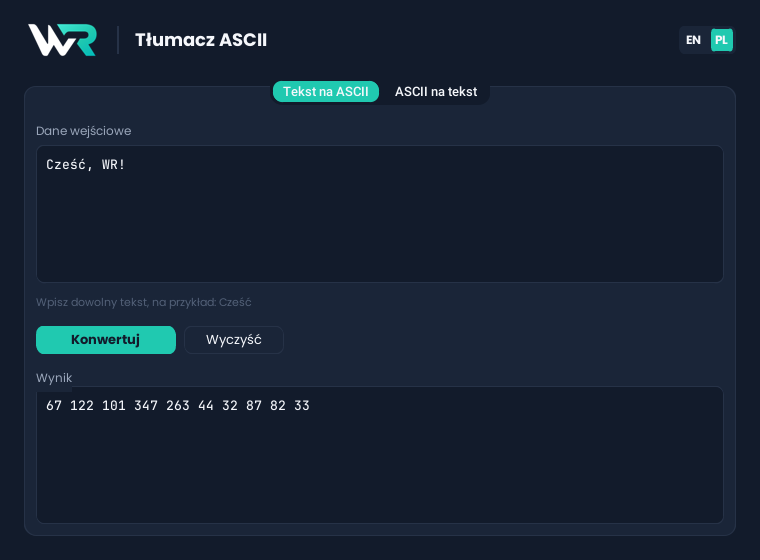 WR
Tłumacz ASCII
EN PL
Tekst na ASCII ASCII na tekst
Dane wejściowe
Cześć, WR!
Wpisz dowolny tekst, na przykład: Cześć
Konwertuj Wyczyść
Wynik
67 122 101 347 263 44 32 87 82 33